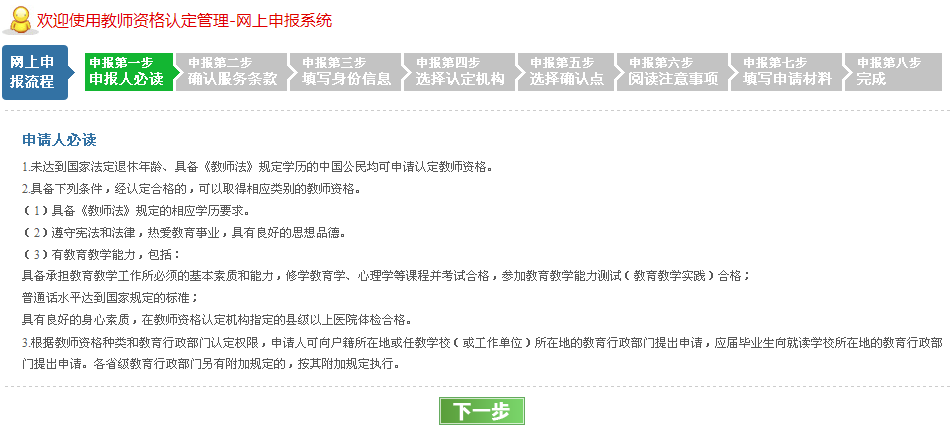 欢迎使用教师资格认定管理-网上申报系统
网上申
报流程
申报第一步
申报人必读
申报第二步
确认服务条款
申报第三步
填写身份信息
申报第四步
选择认定机构
申报第五步
选择确认点
申报第六步
阅读注意事项
申报第七步
填写申请材料
申报第八步
完成
申请人必读
1.未达到国家法定退休年龄、具备《教师法》规定学历的中国公民均可申请认定教师资格。
2.具备下列条件，经认定合格的，可以取得相应类别的教师资格。
（1）具备《教师法》规定的相应学历要求。
（2）遵守宪法和法律，热爱教育事业，具有良好的思想品德。
（3）有教育教学能力，包括：
具备承担教育教学工作所必须的基本素质和能力，修学教育学、心理学等课程并考试合格，参加教育教学能力测试（教育教学实践）合格；
普通话水平达到国家规定的标准；
具有良好的身心素质，在教师资格认定机构指定的县级以上医院体检合格。
3.根据教师资格种类和教育行政部门认定权限，申请人可向户籍所在地或任教学校（或工作单位）所在地的教育行政部门提出申请，应届毕业生向就读学校所在地的教育行政部
门提出申请。各省级教育行政部门另有附加规定的，按其附加规定执行。
下一步